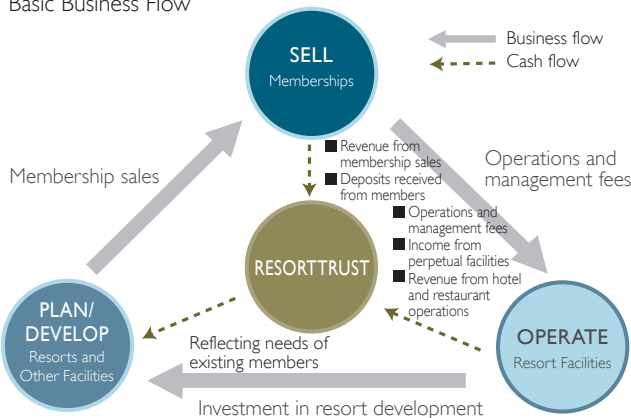 Basic Business Flow
SELL
Memberships
Business flow
Cash flow
Membership sales
■ Revenue from
membership sales
■ Deposits received
from members
Operations and
management fees
■ Operations and
management fees
■ Income from
perpetual facilities
■ Revenue from hotel
and restaurant
operations
RESORTTRUST
PLAN/
DEVELOP
Resorts and
Other Facilities
Reflecting needs of
existing members
OPERATE
Resort Facilities
Investment in resort development